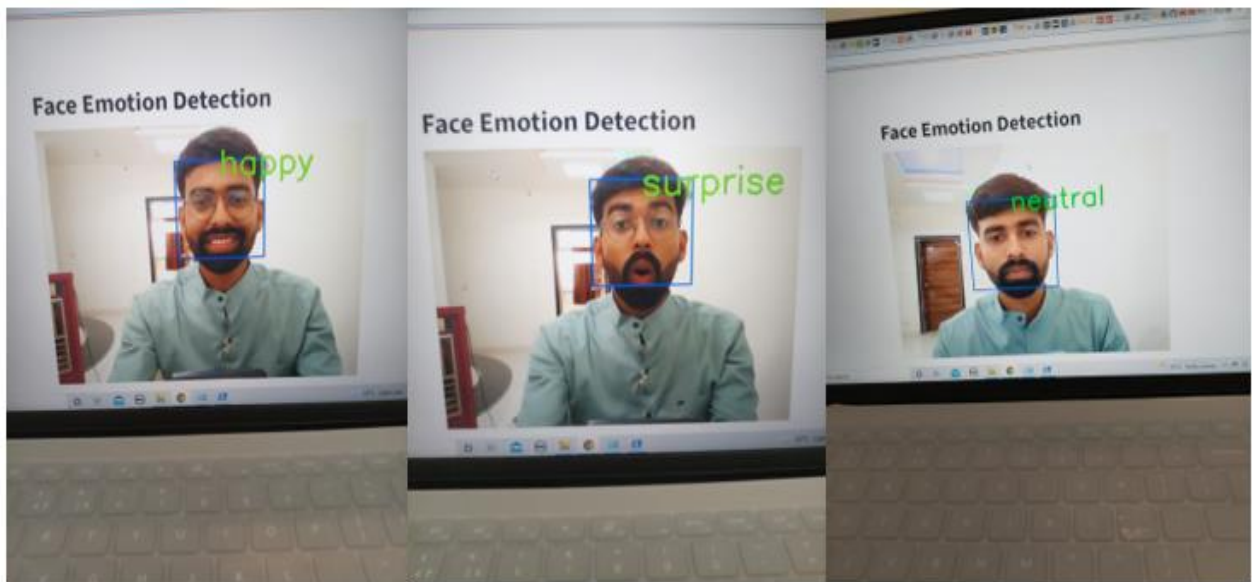 Face Emotion Detection
happy
Face Emotion Detection
surprise
Face Emotion Detection
neutral